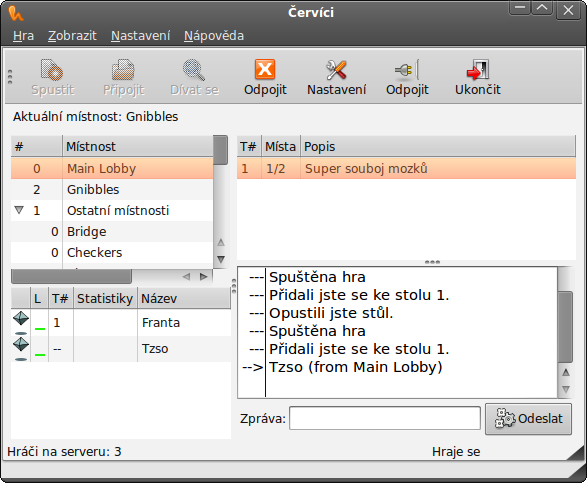 Červíci
Hra Zobrazit Nastavení Nápověda
Spustit Připojit Dívat se Odpojit Nastavení Odpojit Ukončit
Aktuální místnost: Gnibbles
# Místnost
0 Main Lobby
2 Gnibbles
1 Ostatní místnosti
0 Bridge
0 Checkers
T# Místa Popis
1 1/2 Super souboj mozků
L T# Statistiky Název
1 Franta
-- Tzso
--- Spuštěna hra
--- Přidali jste se ke stolu 1.
--- Opustili jste stůl.
--- Spuštěna hra
--- Přidali jste se ke stolu 1.
--> Tzso (from Main Lobby)
Zpráva: Odeslat
Hráči na serveru: 3 Hraje se